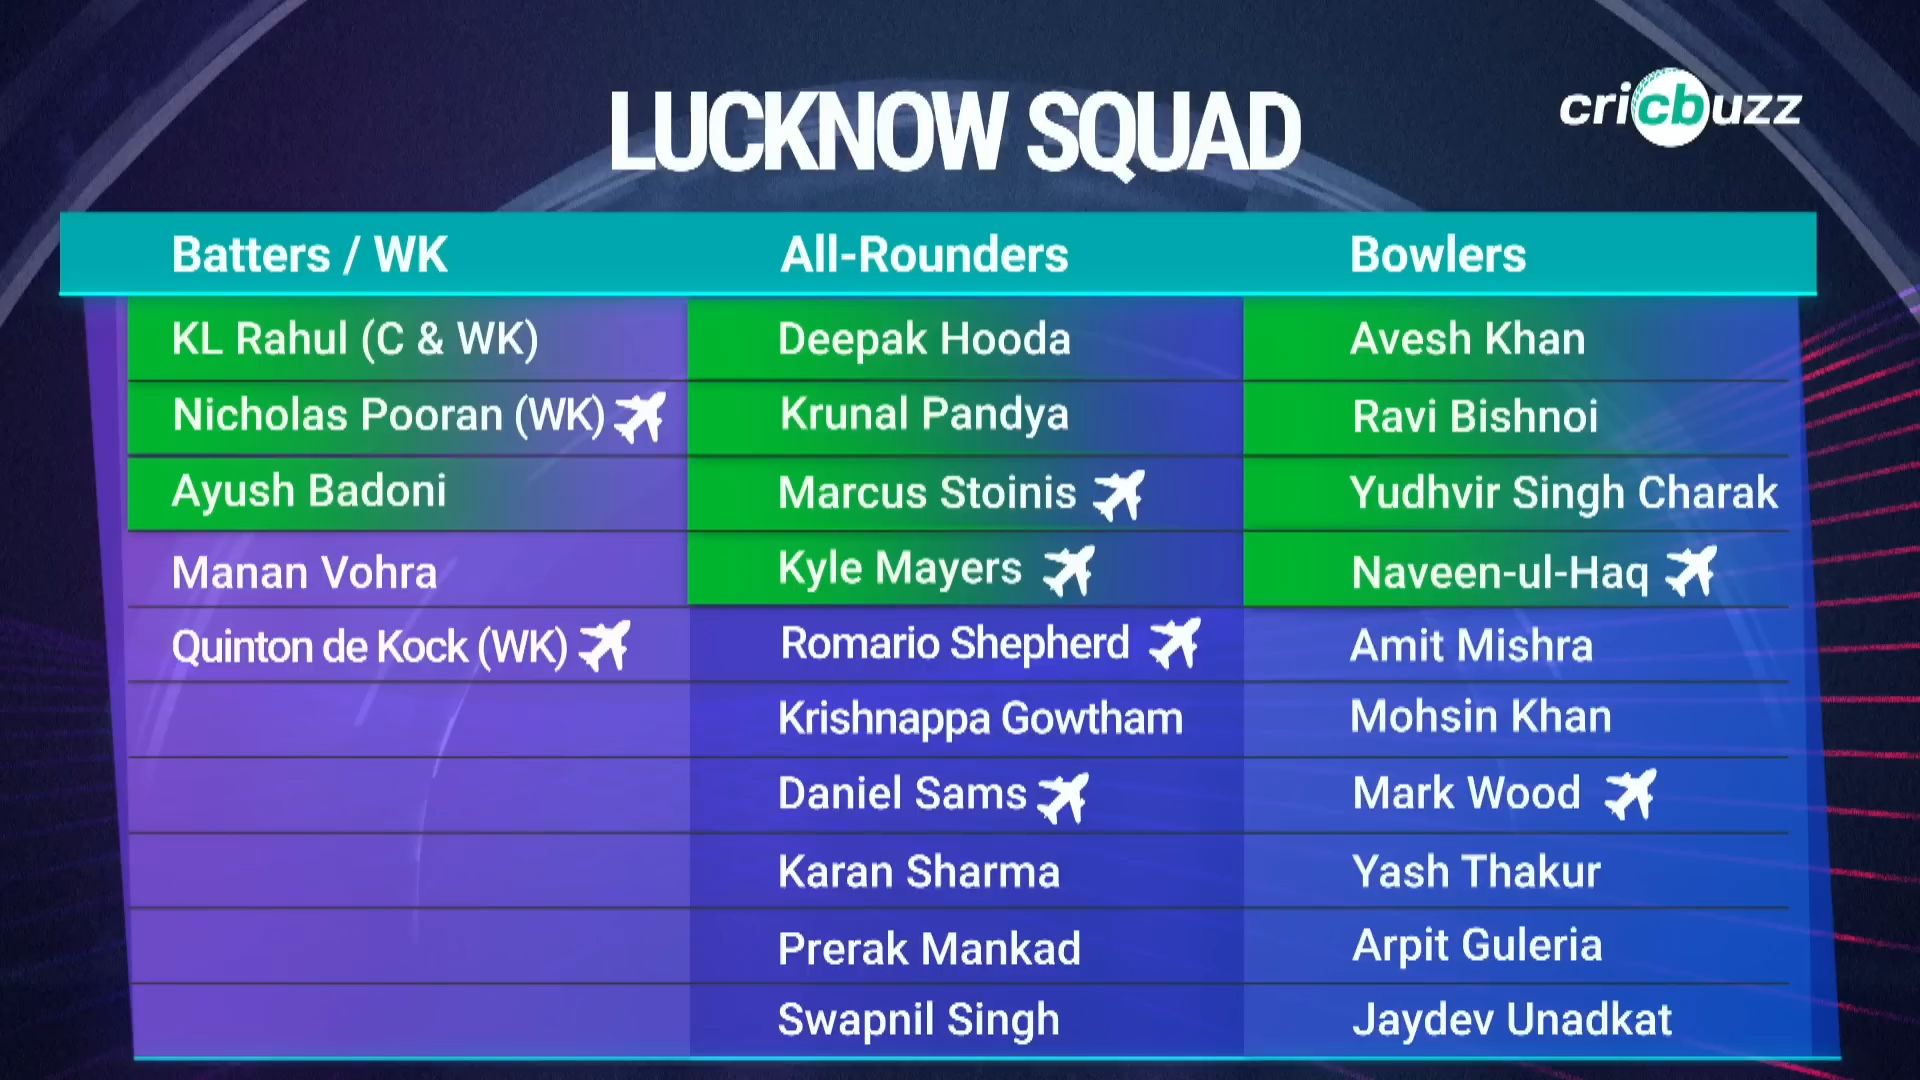 LUCKNOW SQUAD
cricbuzz
Batters / WK All-Rounders Bowlers
KL Rahul (C & WK) Deepak Hooda Avesh Khan
Nicholas Pooran (WK) Krunal Pandya Ravi Bishnoi
Ayush Badoni Marcus Stoinis Yudhvir Singh Charak
Manan Vohra Kyle Mayers Naveen-ul-Haq
Quinton de Kock (WK) Romario Shepherd Amit Mishra
Krishnappa Gowtham Mohsin Khan
Daniel Sams Mark Wood
Karan Sharma Yash Thakur
Prerak Mankad Arpit Guleria
Swapnil Singh Jaydev Unadkat